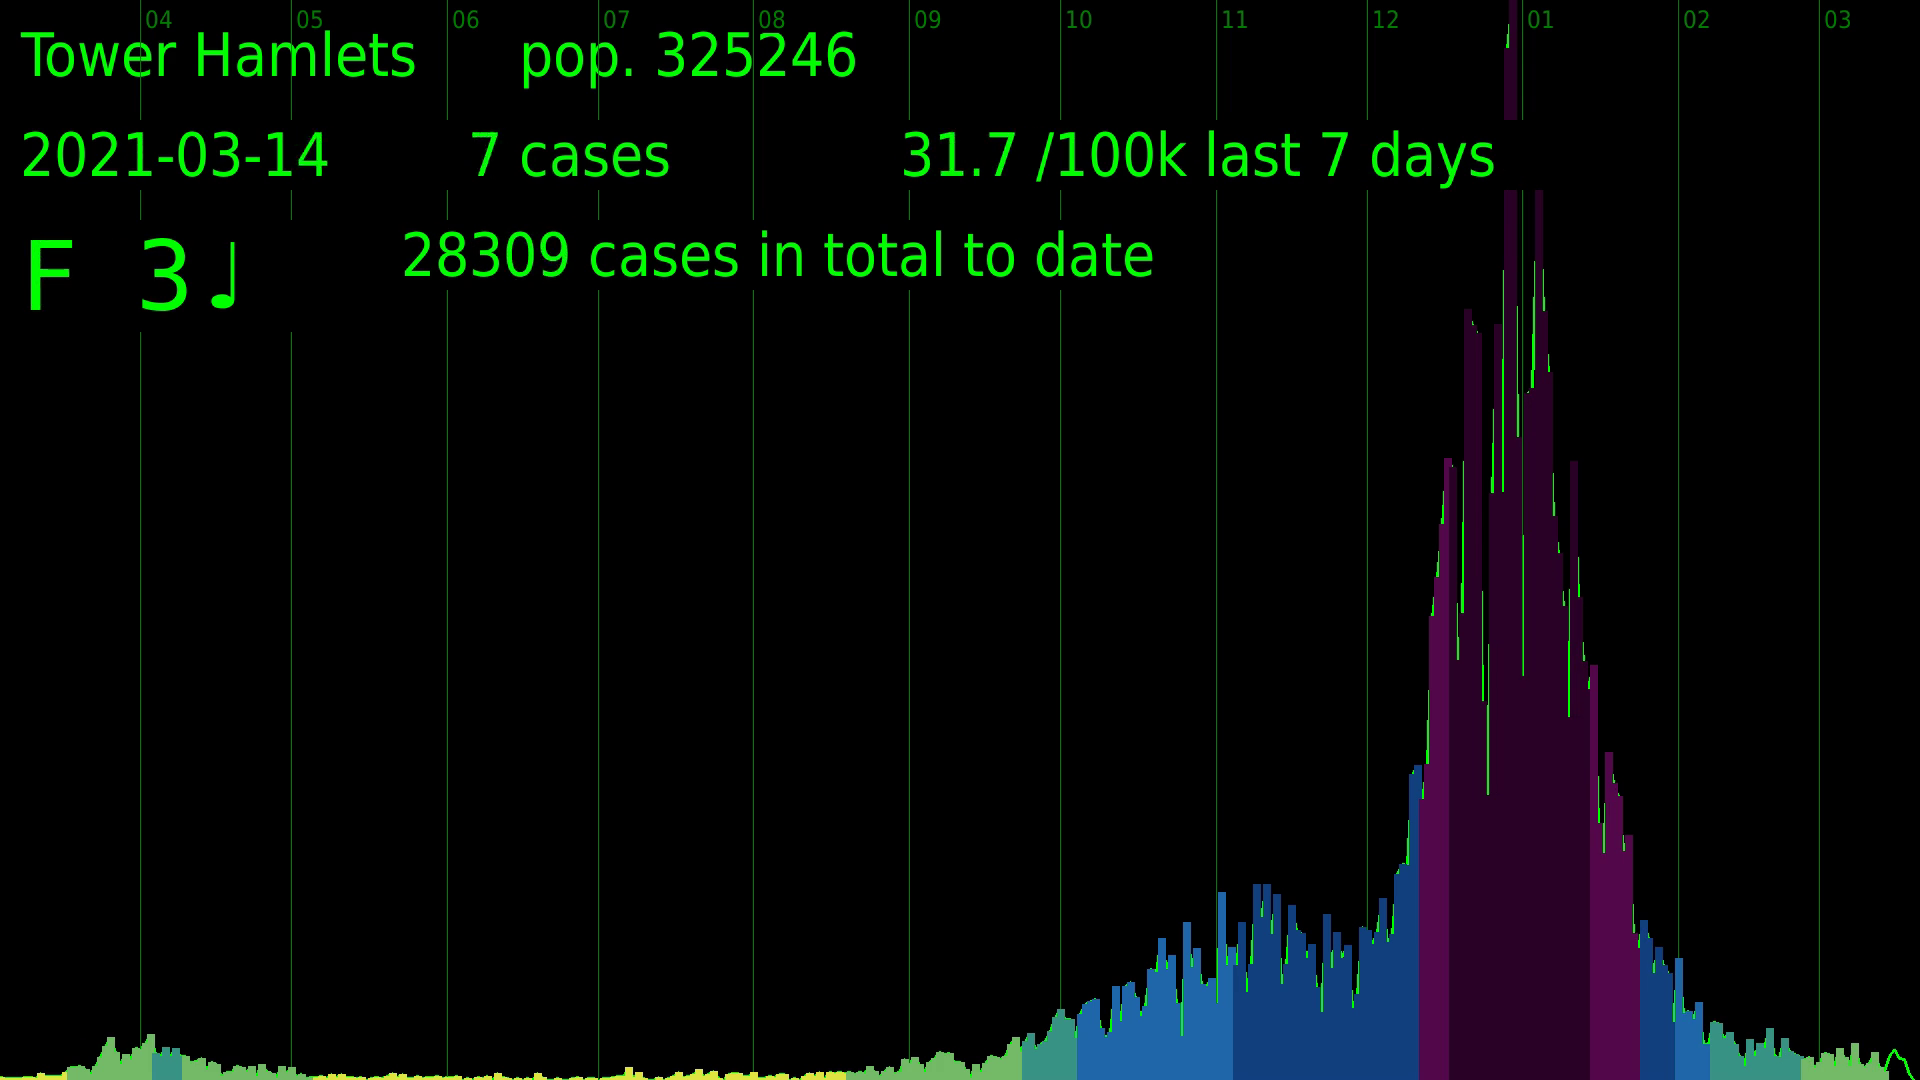 04 05 06 07 08 09 10 11 12 01 02 03
Tower Hamlets pop. 325246
2021-03-14 7 cases 31.7 /100k last 7 days
F 3♩ 28309 cases in total to date